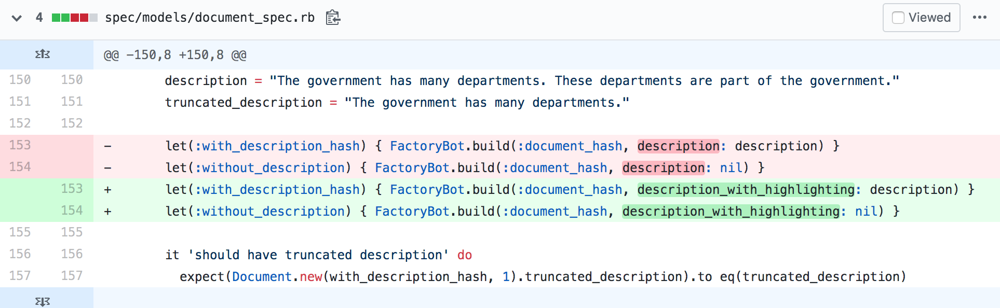 4 spec/models/document_spec.rb Viewed
@@ -150,8 +150,8 @@
150 150 description = "The government has many departments. These departments are part of the government."
151 151 truncated_description = "The government has many departments."
152 152
153 - let(:with_description_hash) { FactoryBot.build(:document_hash, description: description) }
154 - let(:without_description) { FactoryBot.build(:document_hash, description: nil) }
153 + let(:with_description_hash) { FactoryBot.build(:document_hash, description_with_highlighting: description) }
154 + let(:without_description) { FactoryBot.build(:document_hash, description_with_highlighting: nil) }
155 155
156 156 it 'should have truncated description' do
157 157 expect(Document.new(with_description_hash, 1).truncated_description).to eq(truncated_description)